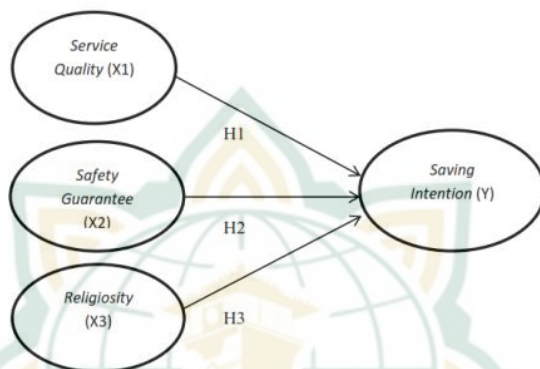 Service
Quality (X1)
H1
Safety
Guarantee
(X2)
H2
Saving
Intention (Y)
Religiosity
(X3)
H3